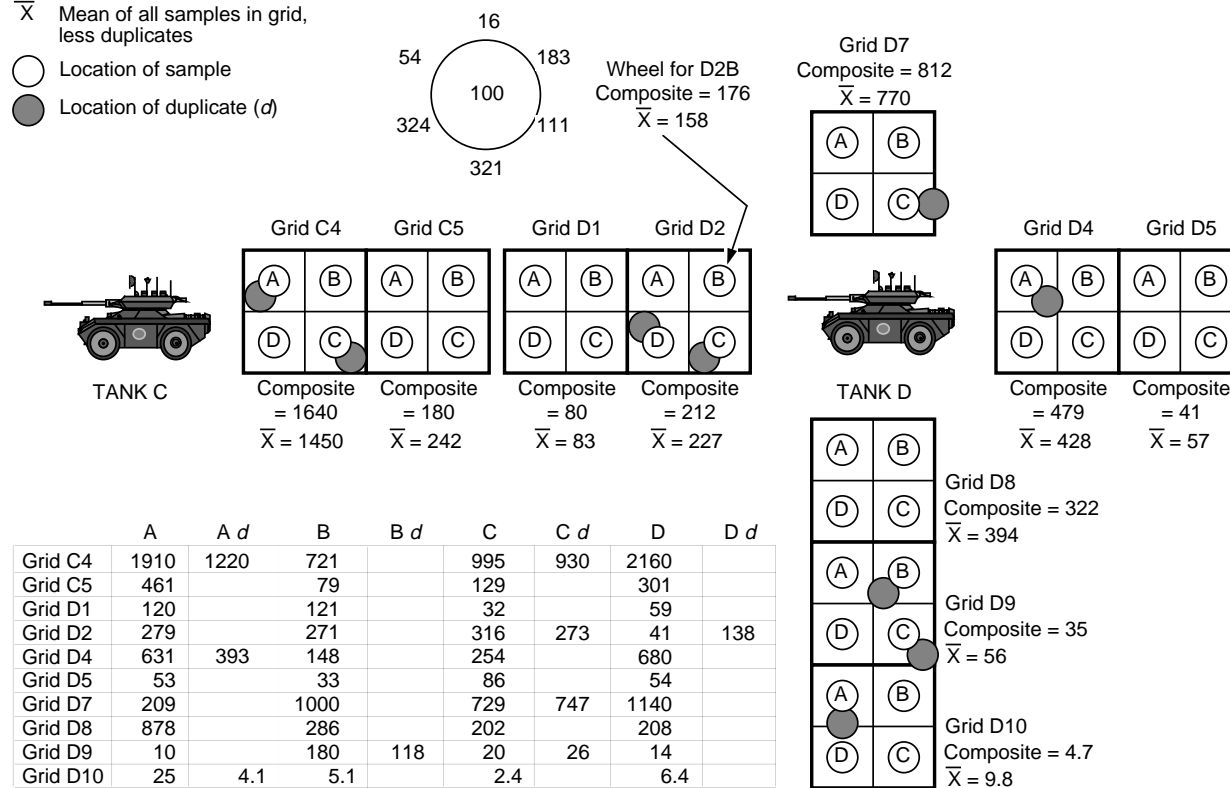 X Mean of all samples in grid,
less duplicates
Location of sample
Location of duplicate (d)
16
54
183
100
324
111
321
Wheel for D2B
Composite = 176
X = 158
Grid D7
Composite = 812
X = 770
A B
D C
Grid C4 Grid C5 Grid D1 Grid D2 Grid D4 Grid D5
A B A B A B A B A B A B
D C D C D C D C D C D C
TANK C
Composite
= 1640
X = 1450
Composite
= 180
X = 242
Composite
= 80
X = 83
Composite
= 212
X = 227
TANK D
Composite
= 479
X = 428
Composite
= 41
X = 57
A B
D C
Grid D8
Composite = 322
X = 394
A B
D C
Grid D9
Composite = 35
X = 56
A B
D C
Grid D10
Composite = 4.7
X = 9.8
A A d B B d C C d D D d
Grid C4 1910 1220 721 995 930 2160
Grid C5 461 79 129 301
Grid D1 120 121 32 59
Grid D2 279 271 316 273 41 138
Grid D4 631 393 148 254 680
Grid D5 53 33 86 54
Grid D7 209 1000 729 747 1140
Grid D8 878 286 202 208
Grid D9 10 180 118 20 26 14
Grid D10 25 4.1 5.1 2.4 6.4